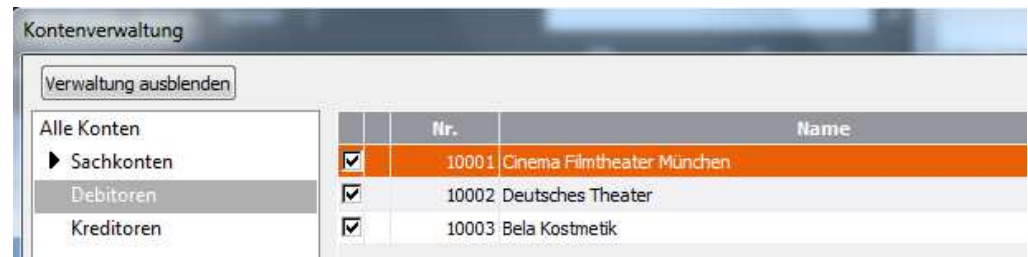 Kontenverwaltung
Verwaltung ausblenden
Alle Konten
Sachkonten
Debitoren
Kreditoren
Nr. Name
10001 Cinema Filmtheater München
10002 Deutsches Theater
10003 Bela Kostmetik